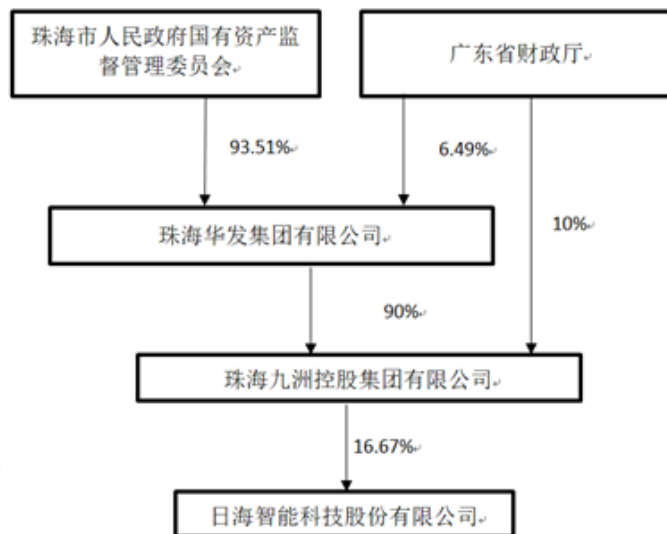 珠海市人民政府国有资产监
督管理委员会
广东省财政厅
93.51%
6.49%
10%
珠海华发集团有限公司
90%
珠海九洲控股集团有限公司
16.67%
日海智能科技股份有限公司